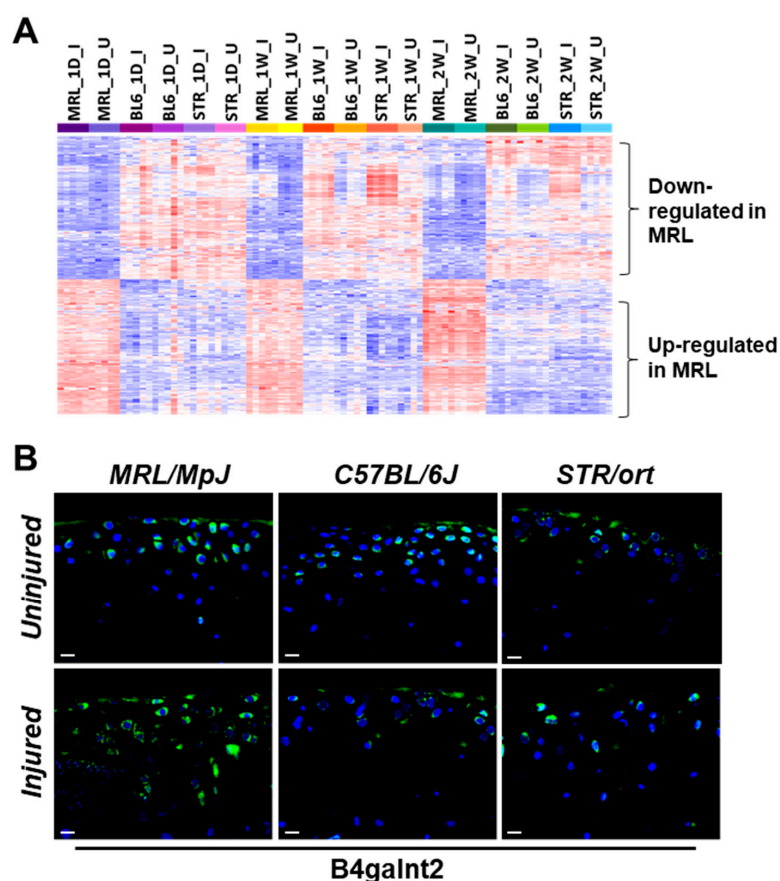 A
MRL_1D_I
MRL_1D_U
BL6_1D_I
BL6_1D_U
STR_1D_I
STR_1D_U
MRL_1W_I
MRL_1W_U
BL6_1W_I
BL6_1W_U
STR_1W_I
STR_1W_U
MRL_2W_I
MRL_2W_U
BL6_2W_I
BL6_2W_U
STR_2W_I
STR_2W_U
Down-
regulated in
MRL
Up-regulated
in MRL
B
MRL/MpJ
C57BL/6J
STR/ort
Uninjured
Injured
B4galnt2